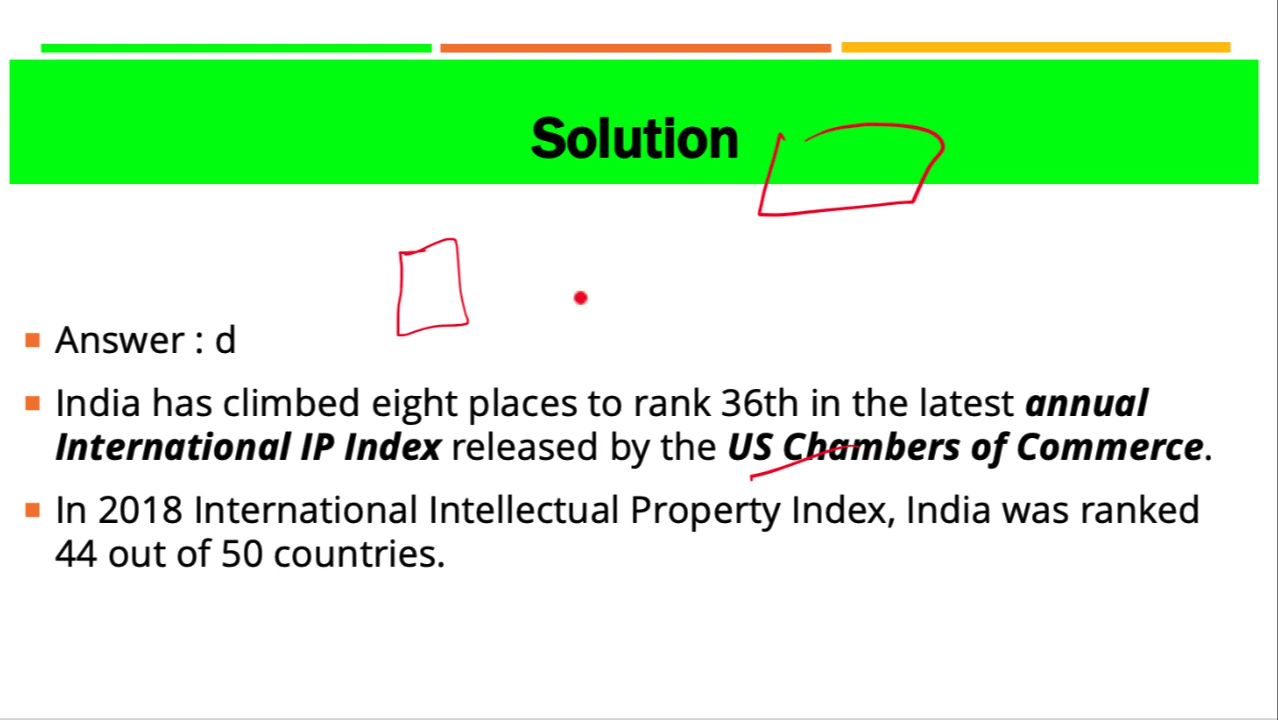 Solution
Answer : d
India has climbed eight places to rank 36th in the latest annual
International IP Index released by the US Chambers of Commerce.
In 2018 International Intellectual Property Index, India was ranked
44 out of 50 countries.